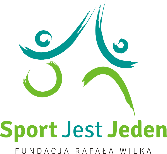 Sport Jest Jeden
FUNDACJA RAFAŁA WILKA